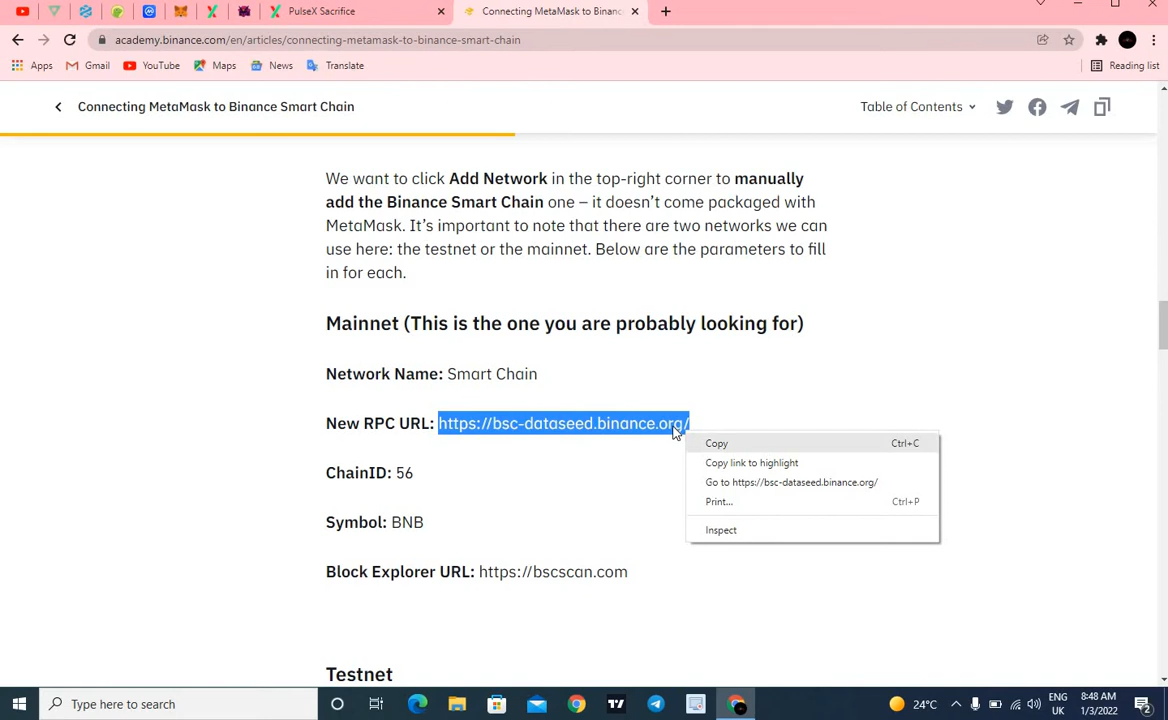 PulseX Sacrifice
Connecting MetaMask to Binanc
academy.binance.com/en/articles/connecting-metamask-to-binance-smart-chain
Apps
Gmail
YouTube
Maps
News
Translate
Reading list
Connecting MetaMask to Binance Smart Chain
Table of Contents
We want to click Add Network in the top-right corner to manually
add the Binance Smart Chain one – it doesn't come packaged with
MetaMask. It's important to note that there are two networks we can
use here: the testnet or the mainnet. Below are the parameters to fill
in for each.
Mainnet (This is the one you are probably looking for)
Network Name: Smart Chain
New RPC URL: https://bsc-dataseed.binance.org/
Copy Ctrl+C
Copy link to highlight
Go to https://bsc-dataseed.binance.org/
Print... Ctrl+P
Inspect
ChainID: 56
Symbol: BNB
Block Explorer URL: https://bscscan.com
Testnet
Type here to search
24°C
ENG
UK
8:48 AM
1/3/2022
2